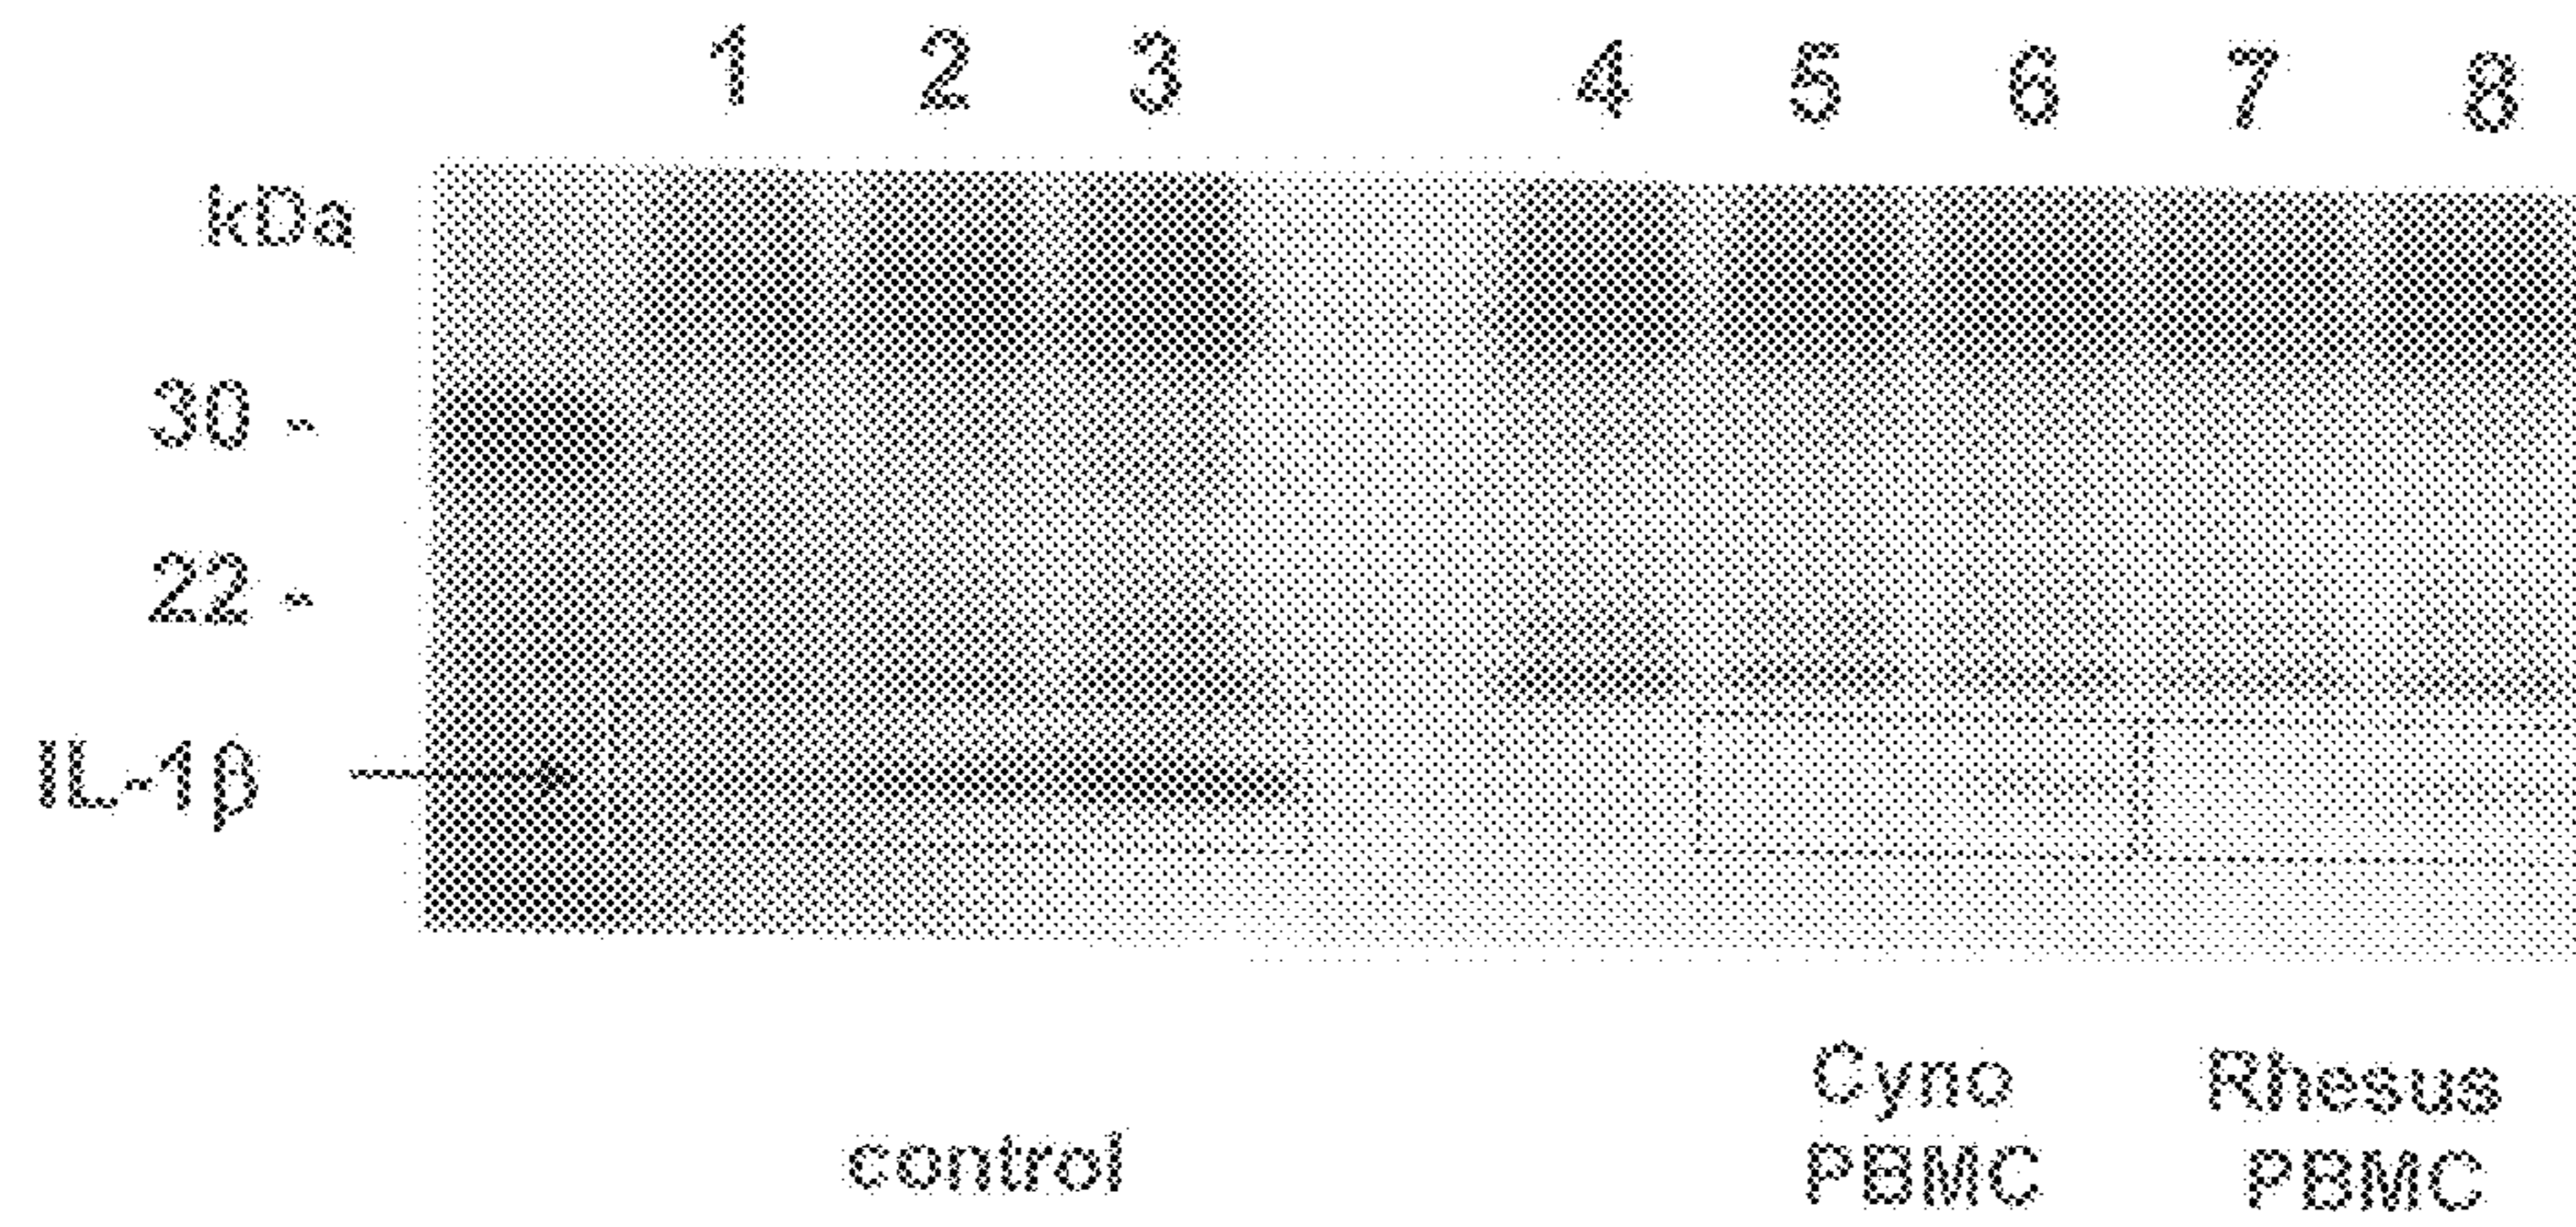 1 2 3 4 5 6 7 8
kDa
30 -
22 -
IL-1β
control
Cyno PBMC
Rhesus PBMC